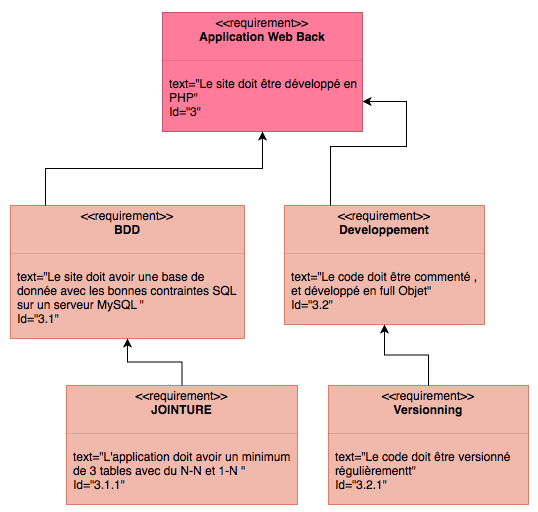 <<requirement>>
Application Web Back
text="Le site doit être développé en
PHP"
Id="3"
<<requirement>>
BDD
text="Le site doit avoir une base de
donnée avec les bonnes contraintes SQL
sur un serveur MySQL "
Id="3.1"
<<requirement>>
Developpement
text="Le code doit être commenté ,
et développé en full Objet"
Id="3.2"
<<requirement>>
JOINTURE
text="L'application doit avoir un minimum
de 3 tables avec du N-N et 1-N "
Id="3.1.1"
<<requirement>>
Versionning
text="Le code doit être versionné
régulièrementt"
Id="3.2.1"